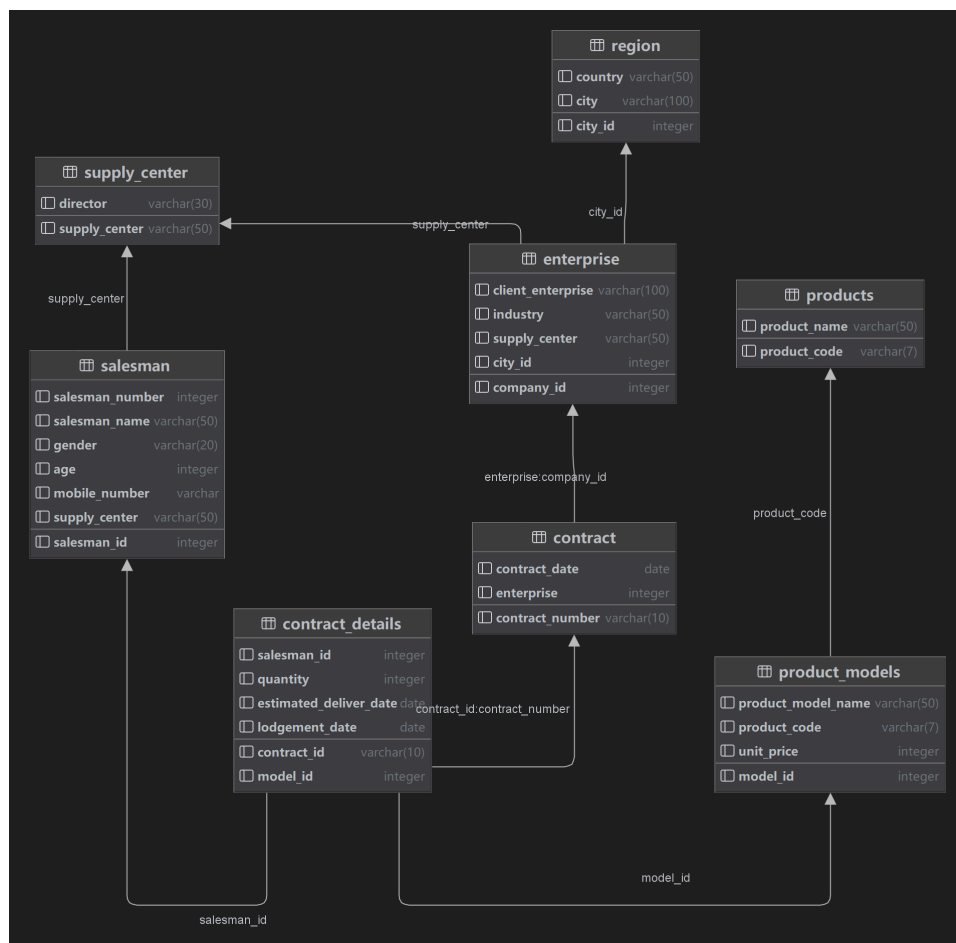 region
country varchar(50)
city varchar(100)
city_id integer
supply_center
director varchar(30)
supply_center varchar(50)
city_id
supply_center
enterprise
client_enterprise varchar(100)
industry varchar(50)
supply_center varchar(50)
city_id integer
company_id integer
products
product_name varchar(50)
product_code varchar(7)
supply_center
salesman
salesman_number integer
salesman_name varchar(50)
gender varchar(20)
age integer
mobile_number varchar
supply_center varchar(50)
salesman_id integer
enterprise:company_id
product_code
contract
contract_date date
enterprise integer
contract_number varchar(10)
contract_details
salesman_id integer
quantity integer
estimated_deliver_date date
lodgement_date date
contract_id varchar(10)
model_id integer
contract_id:contract_number
product_models
product_model_name varchar(50)
product_code varchar(7)
unit_price integer
model_id integer
model_id
salesman_id